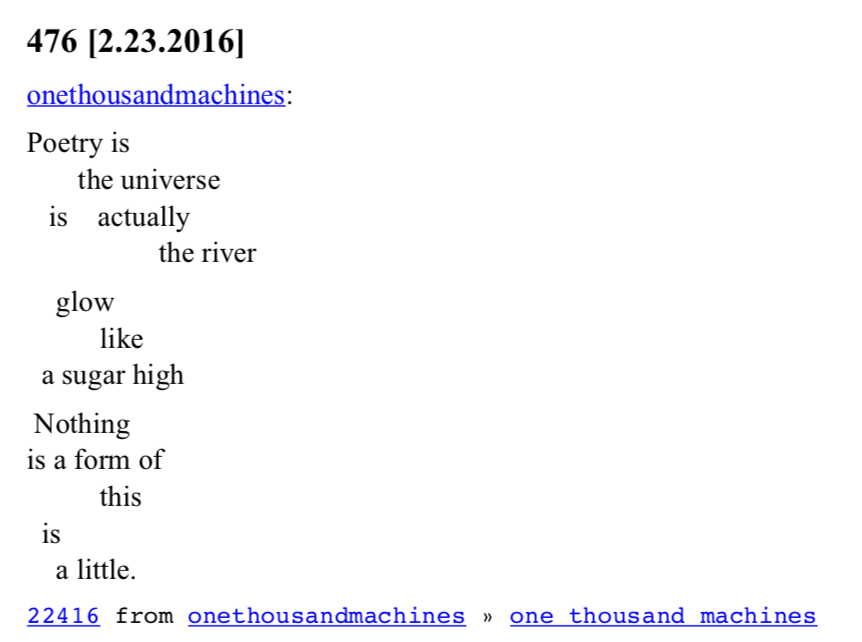 476 [2.23.2016]
onethousandmachines:
Poetry is
the universe
is actually
the river
glow
like
a sugar high
Nothing
is a form of
this
is
a little.
22416 from onethousandmachines » one thousand machines